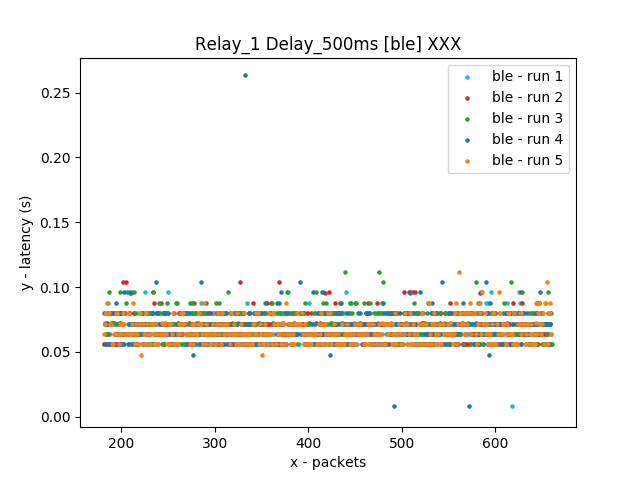 Relay_1 Delay_500ms [ble] XXX
ble - run 1
ble - run 2
ble - run 3
ble - run 4
ble - run 5
y - latency (s)
0.25
0.20
0.15
0.10
0.05
0.00
200 300 400 500 600
x - packets